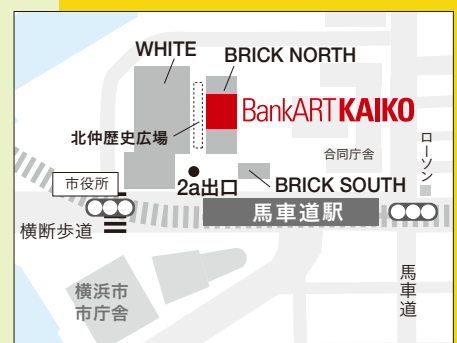 WHITE
BRICK NORTH
BankART KAIKO
北仲歴史広場
合同庁舎
ローソン
市役所
2a出口
BRICK SOUTH
馬車道駅
横断歩道
馬車道
横浜市
市庁舎